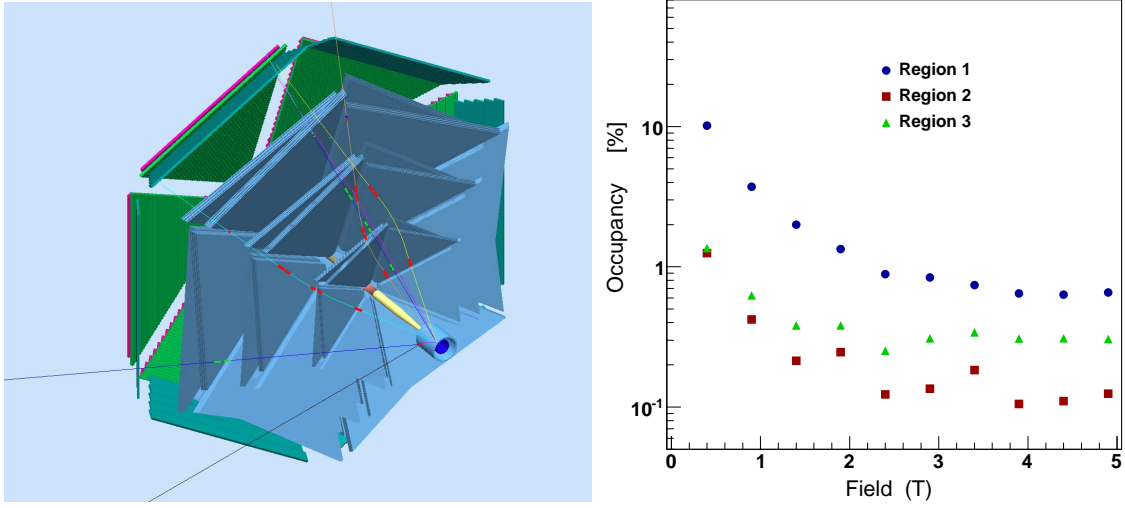 Region 1
Region 2
Region 3
Occupancy [%]
10
1
10-1
0 1 2 3 4 5
Field (T)